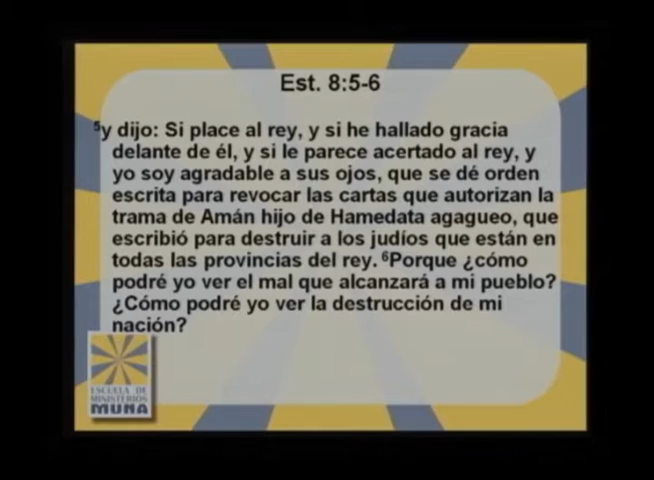 Est. 8:5-6
5y dijo: Si place al rey, y si he hallado gracia
delante de él, y si le parece acertado al rey, y
yo soy agradable a sus ojos, que se dé orden
escrita para revocar las cartas que autorizan la
trama de Amán hijo de Hamedata agagueo, que
escribió para destruir a los judíos que están en
todas las provincias del rey. 6Porque ¿cómo
podré yo ver el mal que alcanzará a mi pueblo?
¿Cómo podré yo ver la destrucción de mi
nación?
ESCUELA DE
MINISTERIOS
MUNA